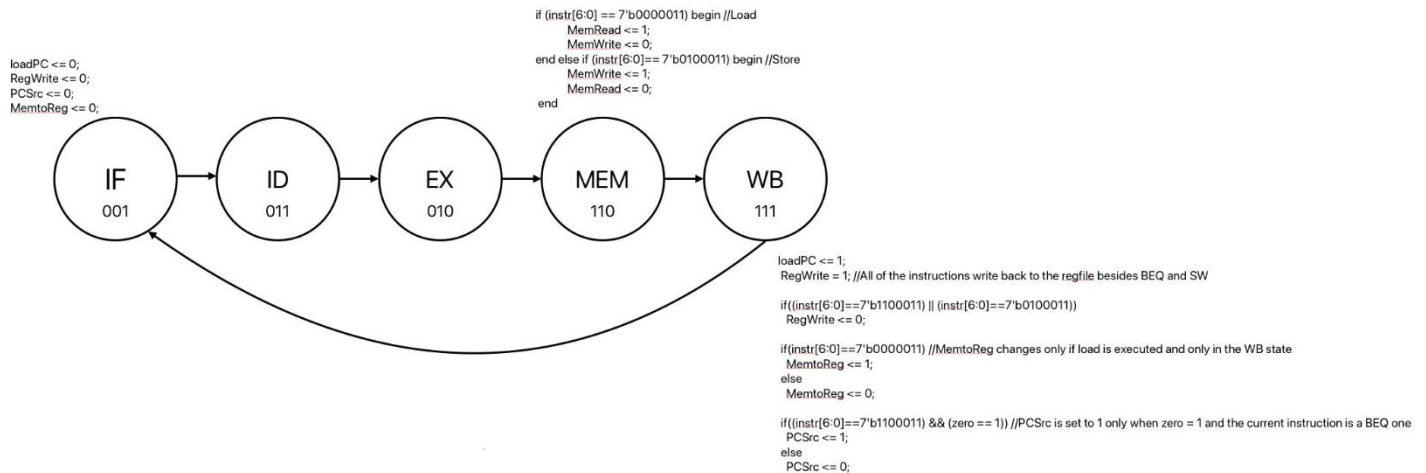 if (instr[6:0] == 7'b0000011) begin //Load
MemRead <= 1;
MemWrite <= 0;
end else if (instr[6:0]== 7'b0100011) begin //Store
MemWrite <= 1;
MemRead <= 0;
end
loadPC <= 0;
RegWrite <= 0;
PCSrc <= 0;
MemtoReg <= 0;
IF
001
ID
011
EX
010
MEM
110
WB
111
loadPC <= 1;
RegWrite = 1; //All of the instructions write back to the regfile besides BEQ and SW
if((instr[6:0]==7'b1100011) || (instr[6:0]==7'b0100011))
RegWrite <= 0;
if(instr[6:0]==7'b0000011) //MemtoReg changes only if load is executed and only in the WB state
MemtoReg <= 1;
else
MemtoReg <= 0;
if((instr[6:0]==7'b1100011) && (zero == 1)) //PCSrc is set to 1 only when zero = 1 and the current instruction is a BEQ one
PCSrc <= 1;
else
PCSrc <= 0;